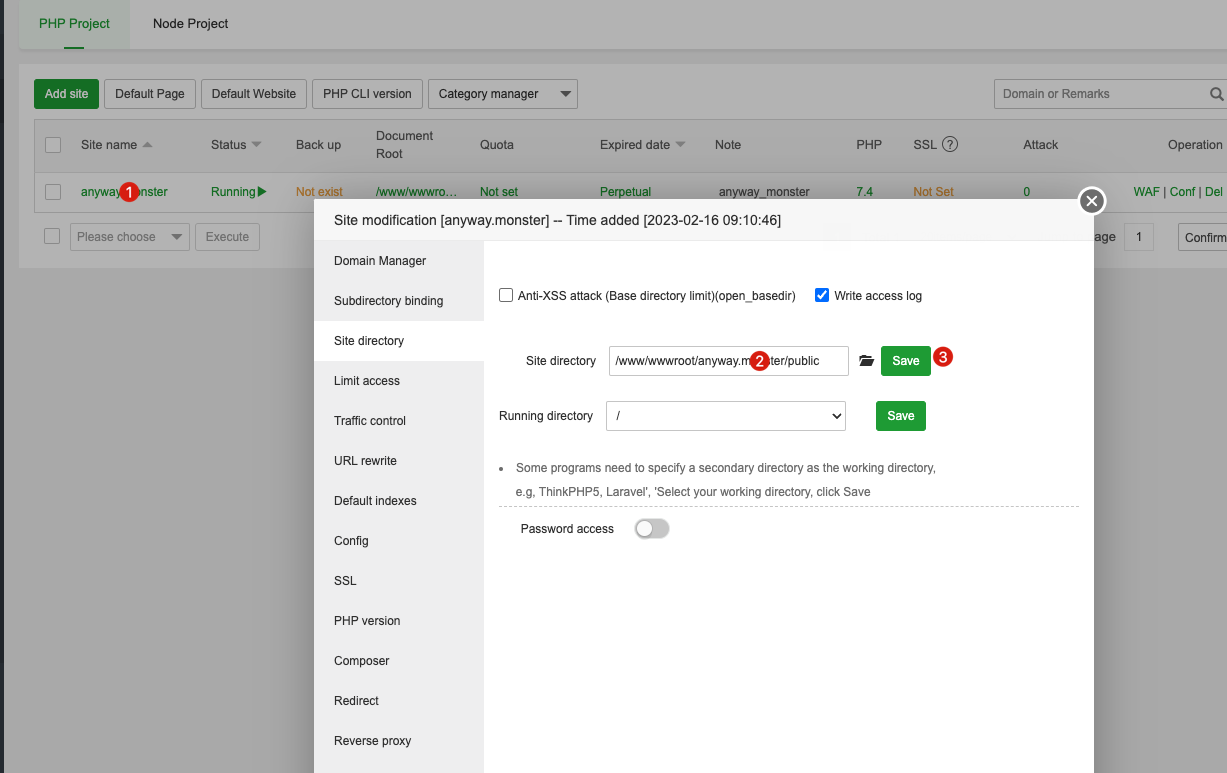 PHP Project
Node Project
Add site
Default Page
Default Website
PHP CLI version
Category manager
Domain or Remarks
Site name
Status
Back up
Document
Root
Quota
Expired date
Note
PHP
SSL ?
Attack
Operation
anyway 1 nster
Running
Not exist
/www/wwwro...
Not set
Perpetual
anyway_monster
7.4
Not Set
0
WAF | Conf | Del
Please choose
Execute
age
1
Confirm
Site modification [anyway.monster] -- Time added [2023-02-16 09:10:46]
Domain Manager
Subdirectory binding
Site directory
Limit access
Traffic control
URL rewrite
Default indexes
Config
SSL
PHP version
Composer
Redirect
Reverse proxy
Anti-XSS attack (Base directory limit)(open_basedir)
Write access log
Site directory
/www/wwwroot/anyway.m 2 ter/public
Save
3
Running directory
/
Save
Some programs need to specify a secondary directory as the working directory,
e.g, ThinkPHP5, Laravel', 'Select your working directory, click Save
Password access